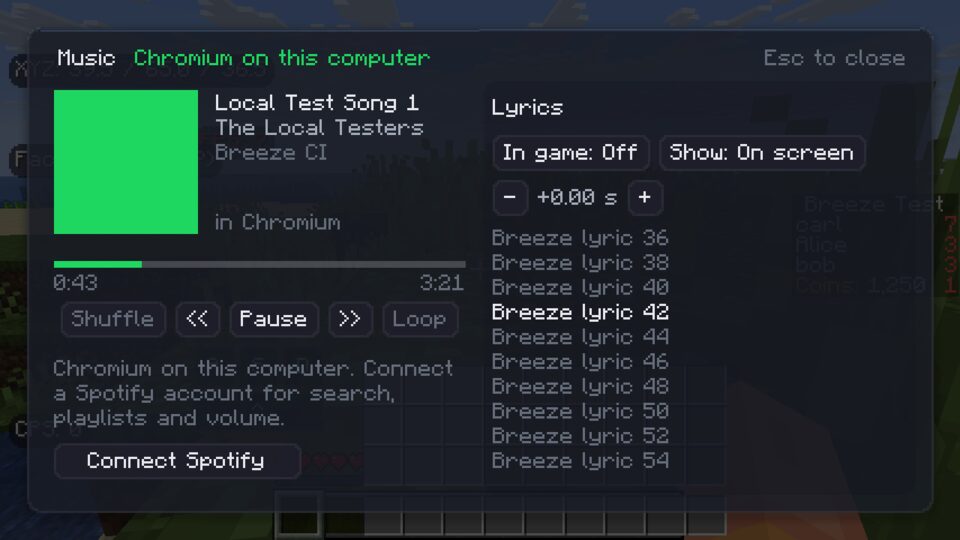 Music Chromium on this computer
Esc to close
Local Test Song 1
The Local Testers
Breeze CI
in Chromium
0:43
3:21
Shuffle << Pause >> Loop
Chromium on this computer. Connect
a Spotify account for search,
playlists and volume.
Connect Spotify
Lyrics
In game: Off
Show: On screen
- +0.00 s +
Breeze lyric 36
Breeze lyric 38
Breeze lyric 40
Breeze lyric 42
Breeze lyric 44
Breeze lyric 46
Breeze lyric 48
Breeze lyric 50
Breeze lyric 52
Breeze lyric 54
Breeze Test
carl 7
Alice 3
bob 3
Coins: 1,250 1